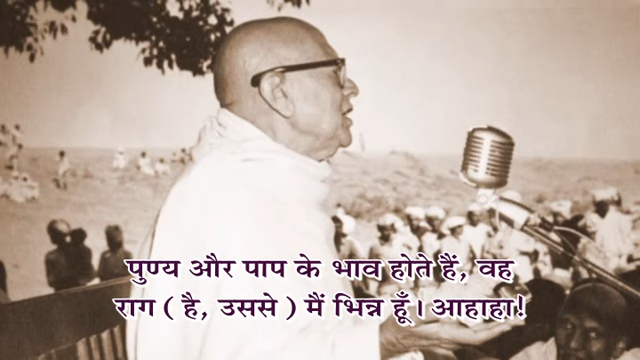 पुण्य और पाप के भाव होते हैं, वह
राग ( है, उससे ) मैं भिन्न हूँ। आहाहा!